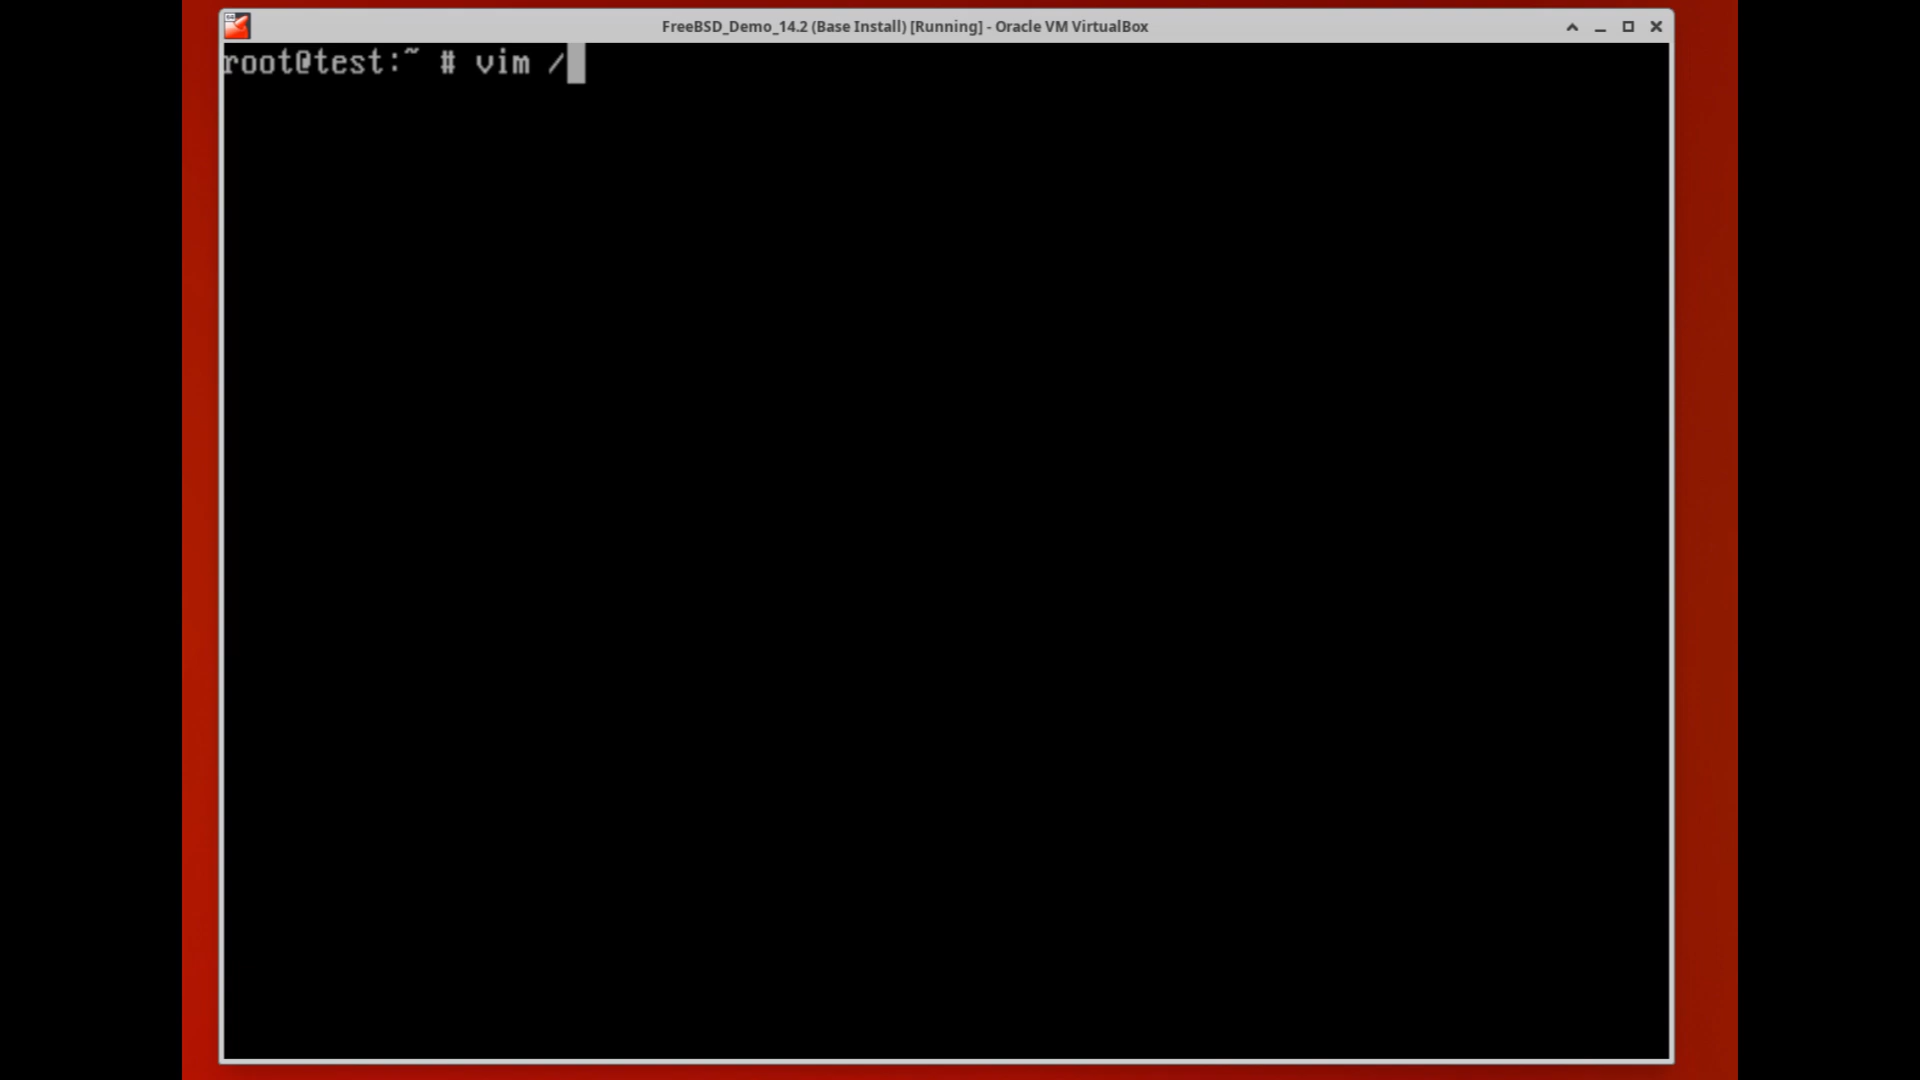 FreeBSD_Demo_14.2 (Base Install) [Running] - Oracle VM VirtualBox
root@test:~ # vim /